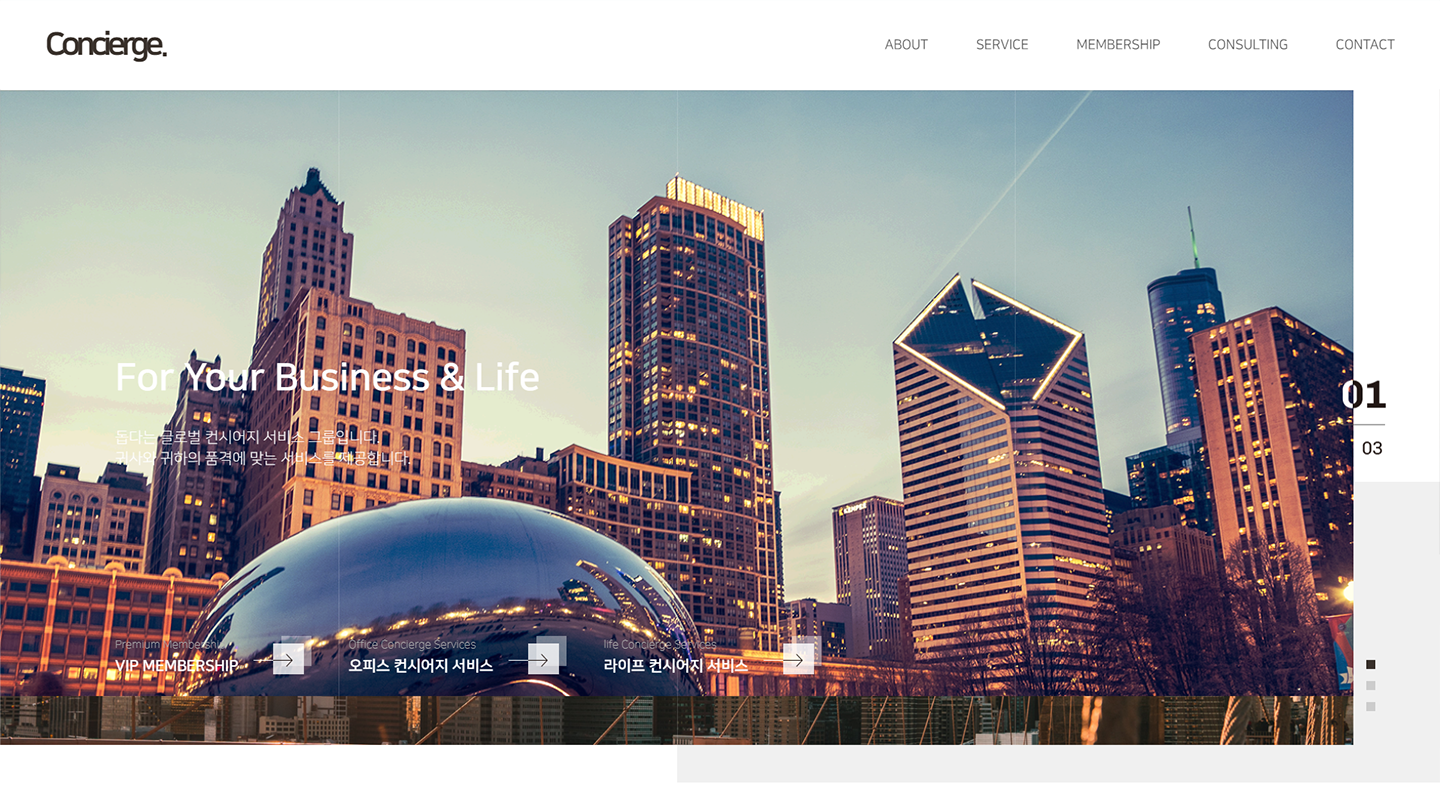 Concierge.
ABOUT SERVICE MEMBERSHIP CONSULTING CONTACT
For Your Business & Life
돕다는 글로벌 컨시어지 서비스 그룹입니다.
귀사와 귀하의 품격에 맞는 서비스를 제공합니다.
01
03
Premium Membership
VIP MEMBERSHIP
Office Concierge Services
오피스 컨시어지 서비스
life Concierge Services
라이프 컨시어지 서비스